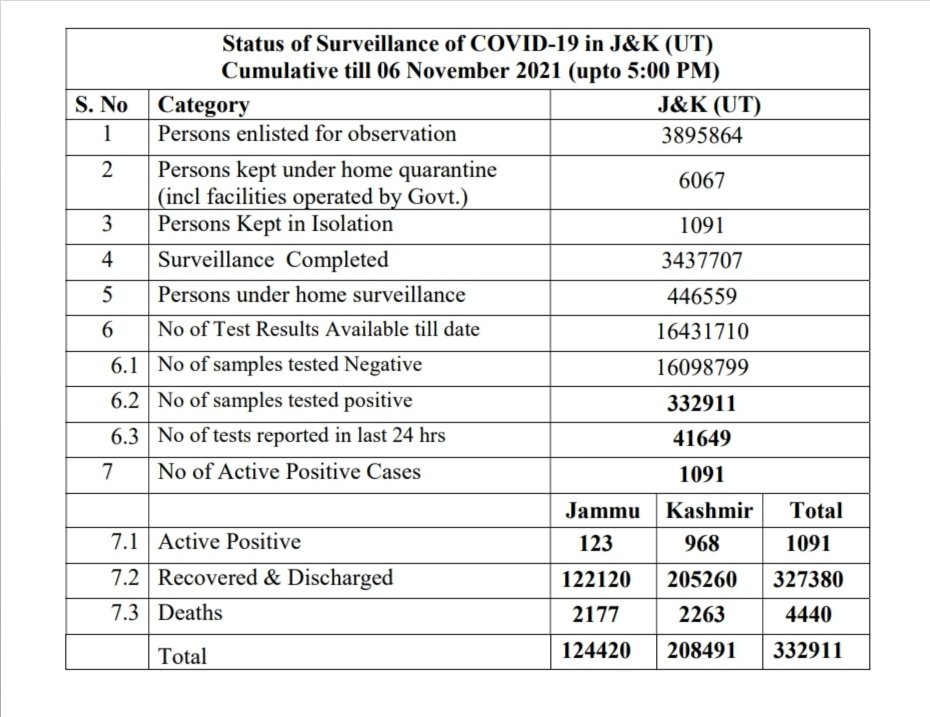 Status of Surveillance of COVID-19 in J&K (UT)
Cumulative till 06 November 2021 (upto 5:00 PM)
S. No Category J&K (UT)
1 Persons enlisted for observation 3895864
2 Persons kept under home quarantine
(incl facilities operated by Govt.) 6067
3 Persons Kept in Isolation 1091
4 Surveillance Completed 3437707
5 Persons under home surveillance 446559
6 No of Test Results Available till date 16431710
6.1 No of samples tested Negative 16098799
6.2 No of samples tested positive 332911
6.3 No of tests reported in last 24 hrs 41649
7 No of Active Positive Cases 1091
Jammu Kashmir Total
7.1 Active Positive 123 968 1091
7.2 Recovered & Discharged 122120 205260 327380
7.3 Deaths 2177 2263 4440
Total 124420 208491 332911